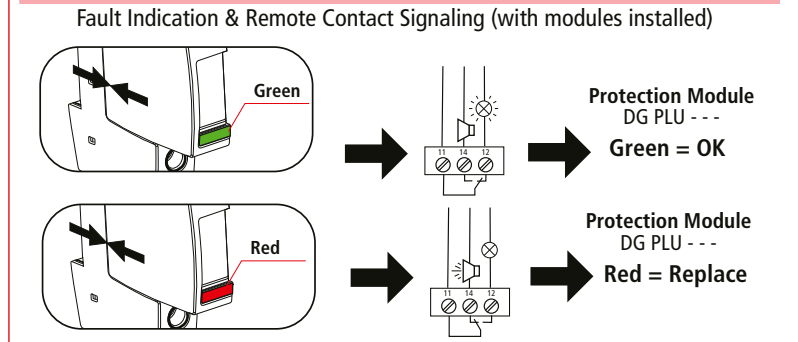 Fault Indication & Remote Contact Signaling (with modules installed)
Green
11 14 12
Protection Module
DG PLU - - -
Green = OK
Red
11 14 12
Protection Module
DG PLU - - -
Red = Replace